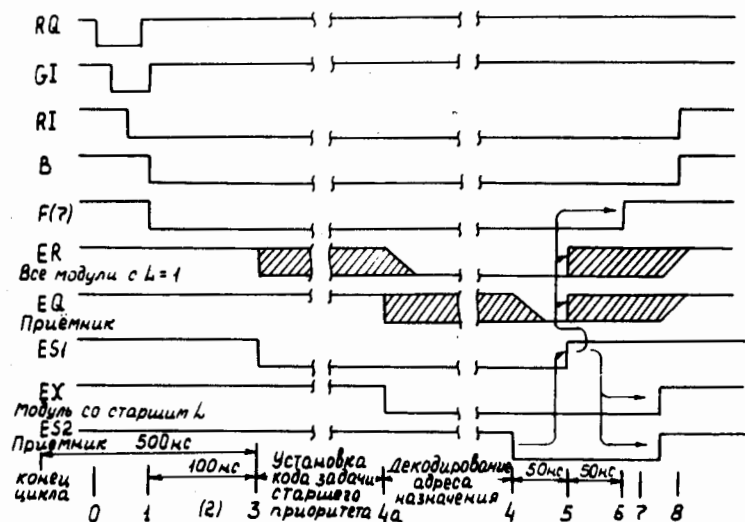 RQ
GI
RI
B
F(7)
ER
Все модули с L=1
EQ
Приёмник
ES1
EX
Модуль со старшим L
ES2
Приёмник
500нс
100нс
Установка
кода задачи
старшего
приоритета
Декодирование
адреса
назначения
50нс
50нс
конец
цикла
0 1 (2) 3 4а 4 5 6 7 8